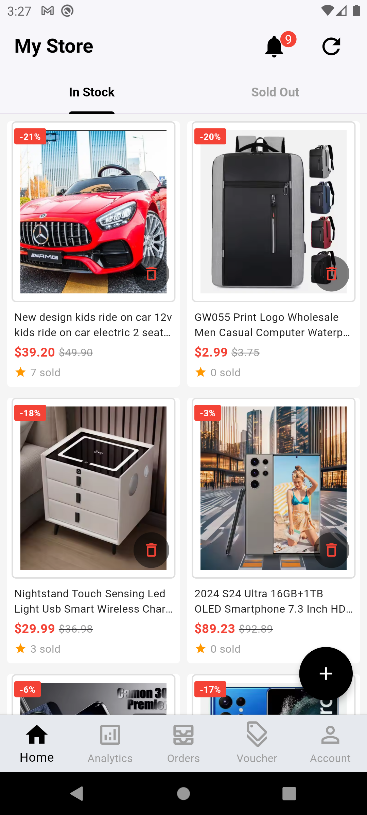 3:27
My Store
9
In Stock
Sold Out
-21%
-20%
New design kids ride on car 12v
kids ride on car electric 2 seat...
$39.20 $49.90
7 sold
GW055 Print Logo Wholesale
Men Casual Computer Waterp...
$2.99 $3.75
0 sold
-18%
-3%
Nightstand Touch Sensing Led
Light Usb Smart Wireless Char...
$29.99 $36.98
3 sold
2024 S24 Ultra 16GB+1TB
OLED Smartphone 7.3 Inch HD...
$89.23 $92.89
0 sold
-6%
-17%
Camon 30
Premier
Home
Analytics
Orders
Voucher
Account